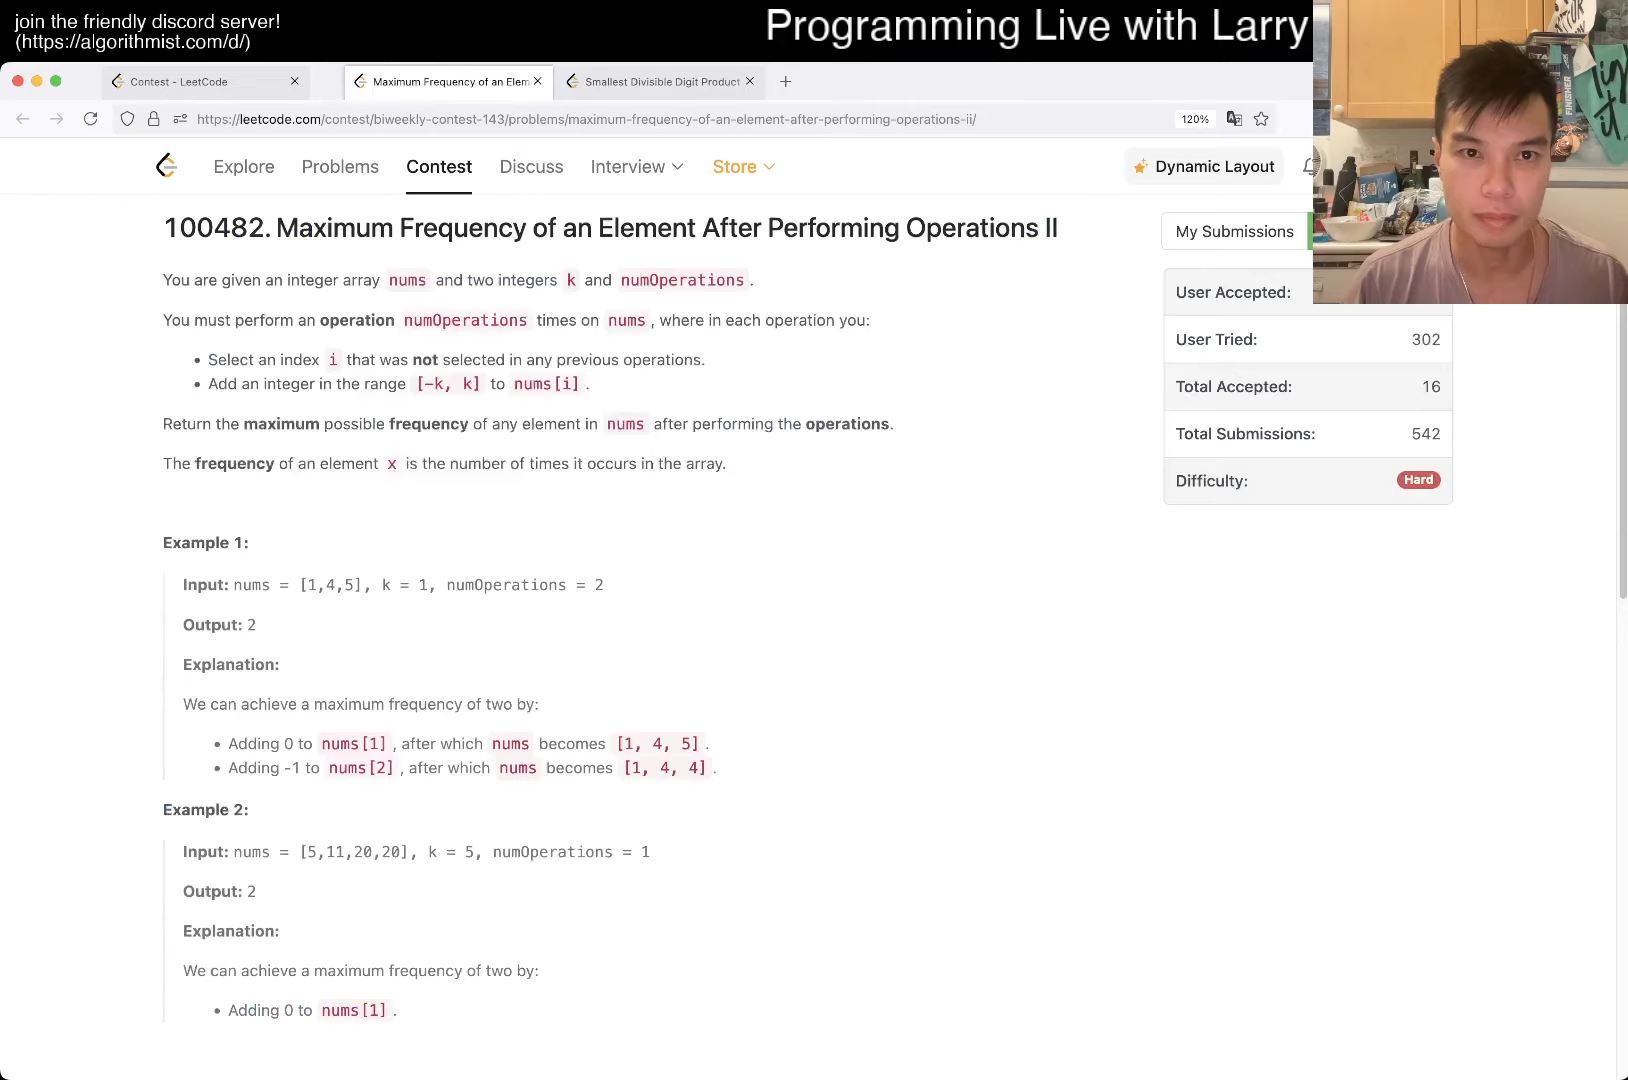 join the friendly discord server!
(https://algorithmist.com/d/)
Programming Live with Larry
Contest - LeetCode
Maximum Frequency of an Elem
Smallest Divisible Digit Product
https://leetcode.com/contest/biweekly-contest-143/problems/maximum-frequency-of-an-element-after-performing-operations-ii/
120%
Explore Problems Contest Discuss Interview Store Dynamic Layout
100482. Maximum Frequency of an Element After Performing Operations II
My Submissions
You are given an integer array nums and two integers k and numOperations.
You must perform an operation numOperations times on nums, where in each operation you:
• Select an index i that was not selected in any previous operations.
• Add an integer in the range [-k, k] to nums[i].
Return the maximum possible frequency of any element in nums after performing the operations.
The frequency of an element x is the number of times it occurs in the array.
User Accepted:
User Tried: 302
Total Accepted: 16
Total Submissions: 542
Difficulty: Hard
Example 1:
Input: nums = [1,4,5], k = 1, numOperations = 2
Output: 2
Explanation:
We can achieve a maximum frequency of two by:
• Adding 0 to nums[1], after which nums becomes [1, 4, 5].
• Adding -1 to nums[2], after which nums becomes [1, 4, 4].
Example 2:
Input: nums = [5,11,20,20], k = 5, numOperations = 1
Output: 2
Explanation:
We can achieve a maximum frequency of two by:
• Adding 0 to nums[1].